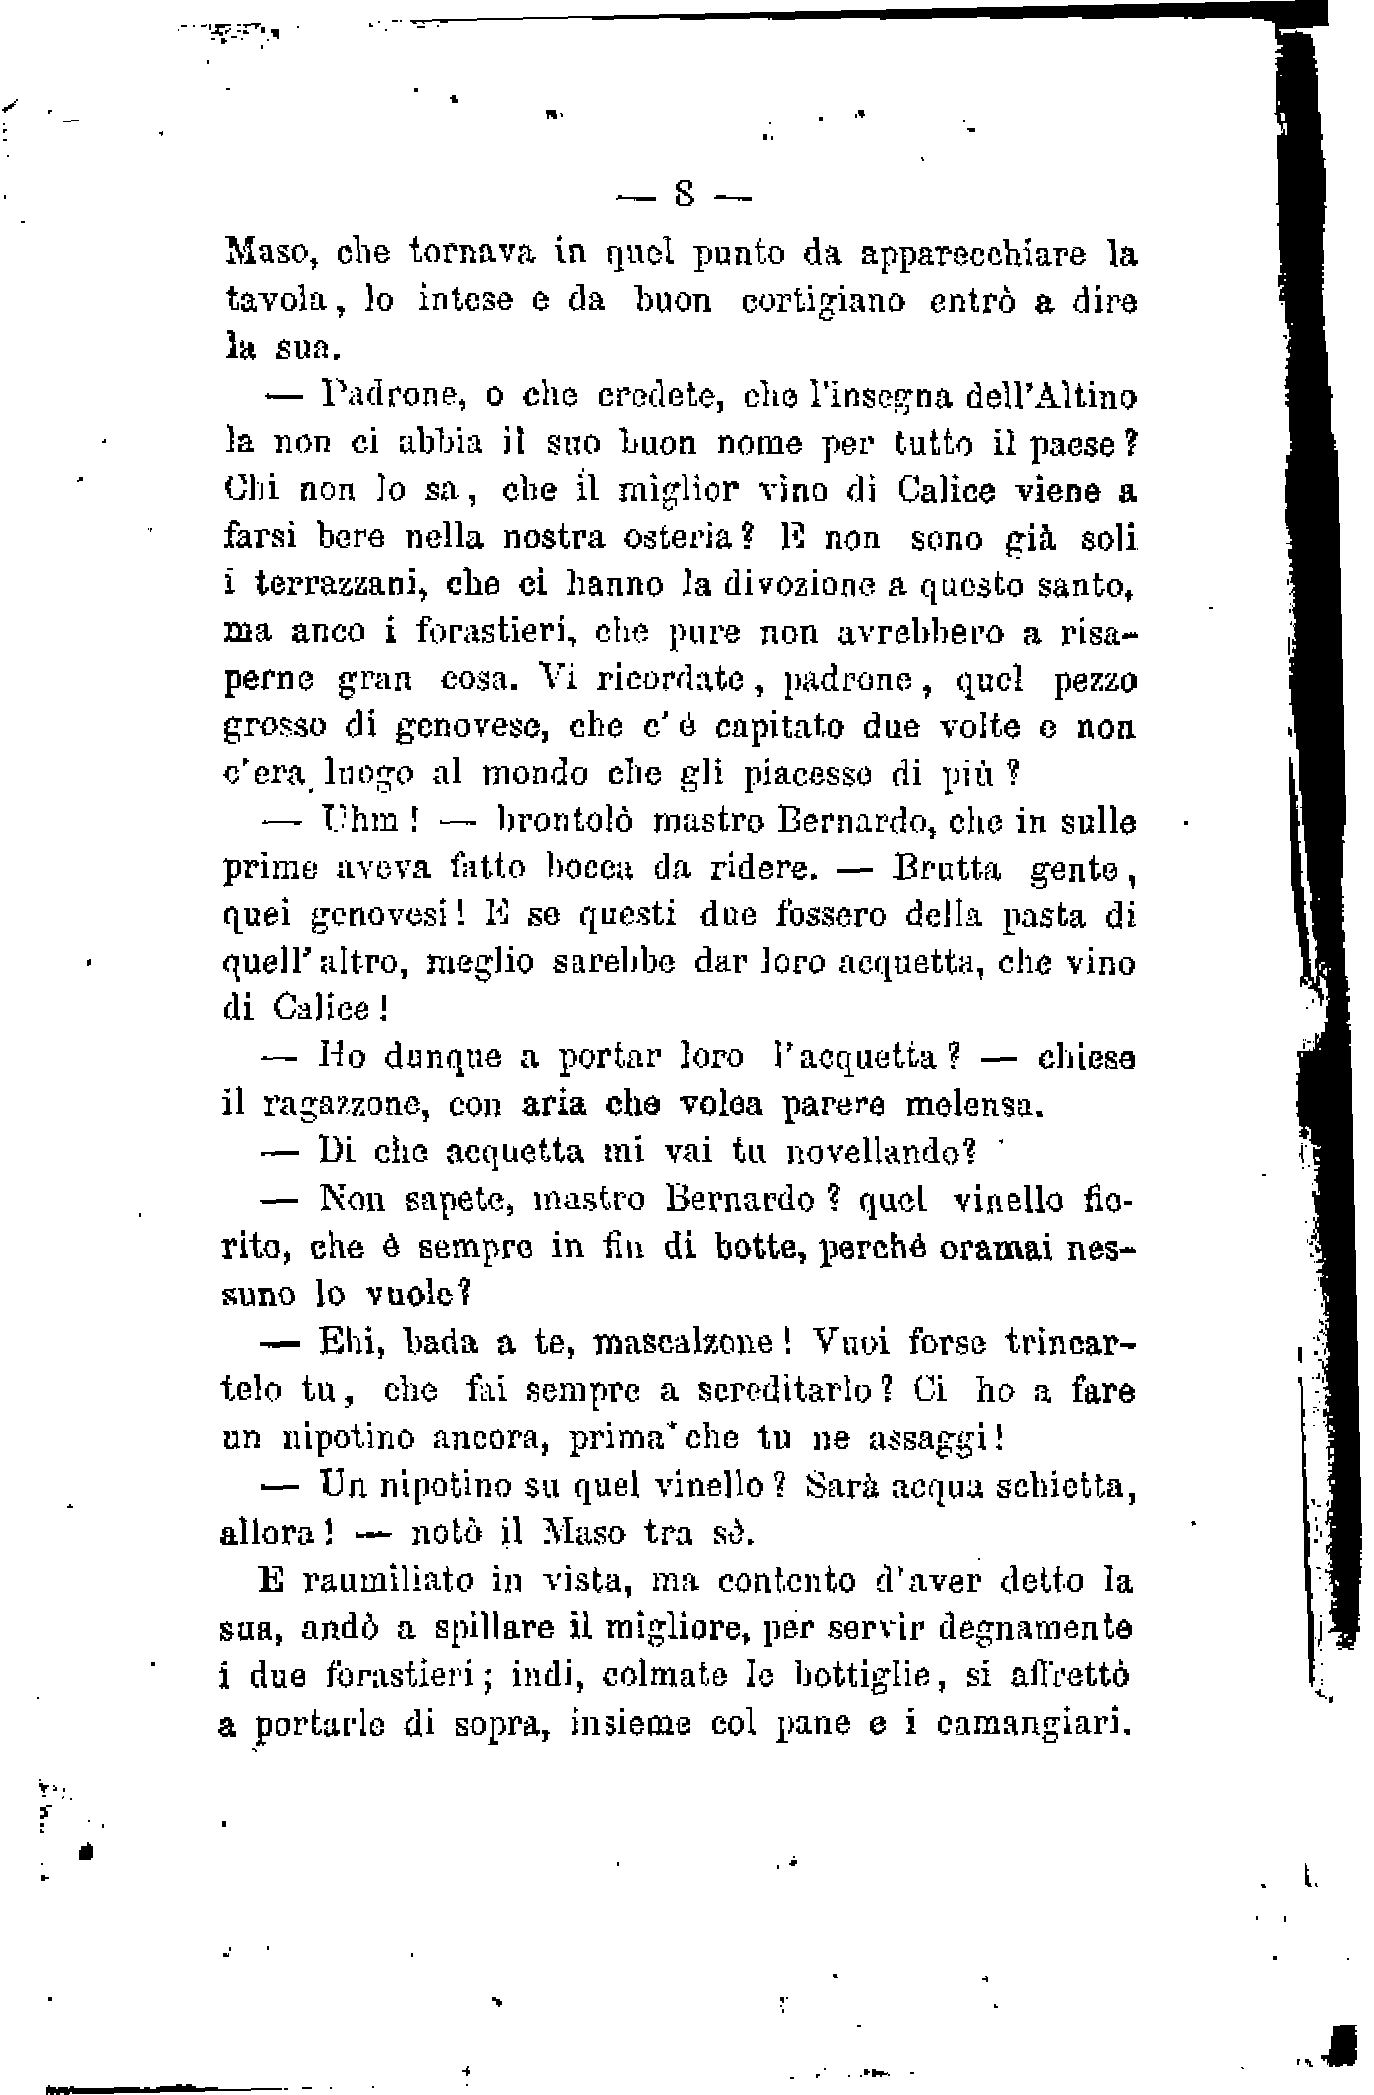 — 8 —
Maso, che tornava in quel punto da apparecchiare la
tavola, lo intese e da buon cortigiano entrò a dire
la sua.
— Padrone, o che credete, che l'insegna dell'Altino
la non ci abbia il suo buon nome per tutto il paese?
Chi non lo sa, che il miglior vino di Calice viene a
farsi bere nella nostra osteria? E non sono già soli
i terrazzani, che ci hanno la divozione a questo santo,
ma anco i forastieri, che pure non avrebbero a risa-
perne gran cosa. Vi ricordate, padrone, quel pezzo
grosso di genovese, che c'è capitato due volte e non
c'era luogo al mondo che gli piacesse di più?
— Uhm! — brontolò mastro Bernardo, che in sulle
prime aveva fatto bocca da ridere. — Brutta gente,
quei genovesi! E se questi due fossero della pasta di
quell'altro, meglio sarebbe dar loro acquetta, che vino
di Calice!
— Ho dunque a portar loro l'acquetta? — chiese
il ragazzone, con aria che volea parere melensa.
— Di che acquetta mi vai tu novellando?
— Non sapete, mastro Bernardo? quel vinello fio-
rito, che è sempre in fin di botte, perché oramai nes-
suno lo vuole?
— Ehi, bada a te, mascalzone! Vuoi forse trincar-
telo tu, che fai sempre a screditarlo? Ci ho a fare
un nipotino ancora, prima che tu ne assaggi!
— Un nipotino su quel vinello? Sarà acqua schietta,
allora! — notò il Maso tra sè.
E raumiliato in vista, ma contento d'aver detto la
sua, andò a spillare il migliore, per servir degnamente
i due forastieri; indi, colmate le bottiglie, si affrettò
a portarle di sopra, insieme col pane e i camangiari.